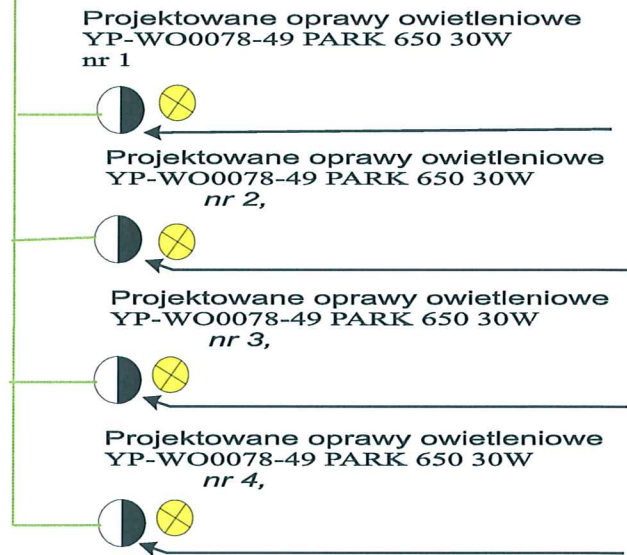 Projektowane oprawy owietleniowe
YP-WO0078-49 PARK 650 30W
nr 1
Projektowane oprawy owietleniowe
YP-WO0078-49 PARK 650 30W
nr 2,
Projektowane oprawy owietleniowe
YP-WO0078-49 PARK 650 30W
nr 3,
Projektowane oprawy owietleniowe
YP-WO0078-49 PARK 650 30W
nr 4,